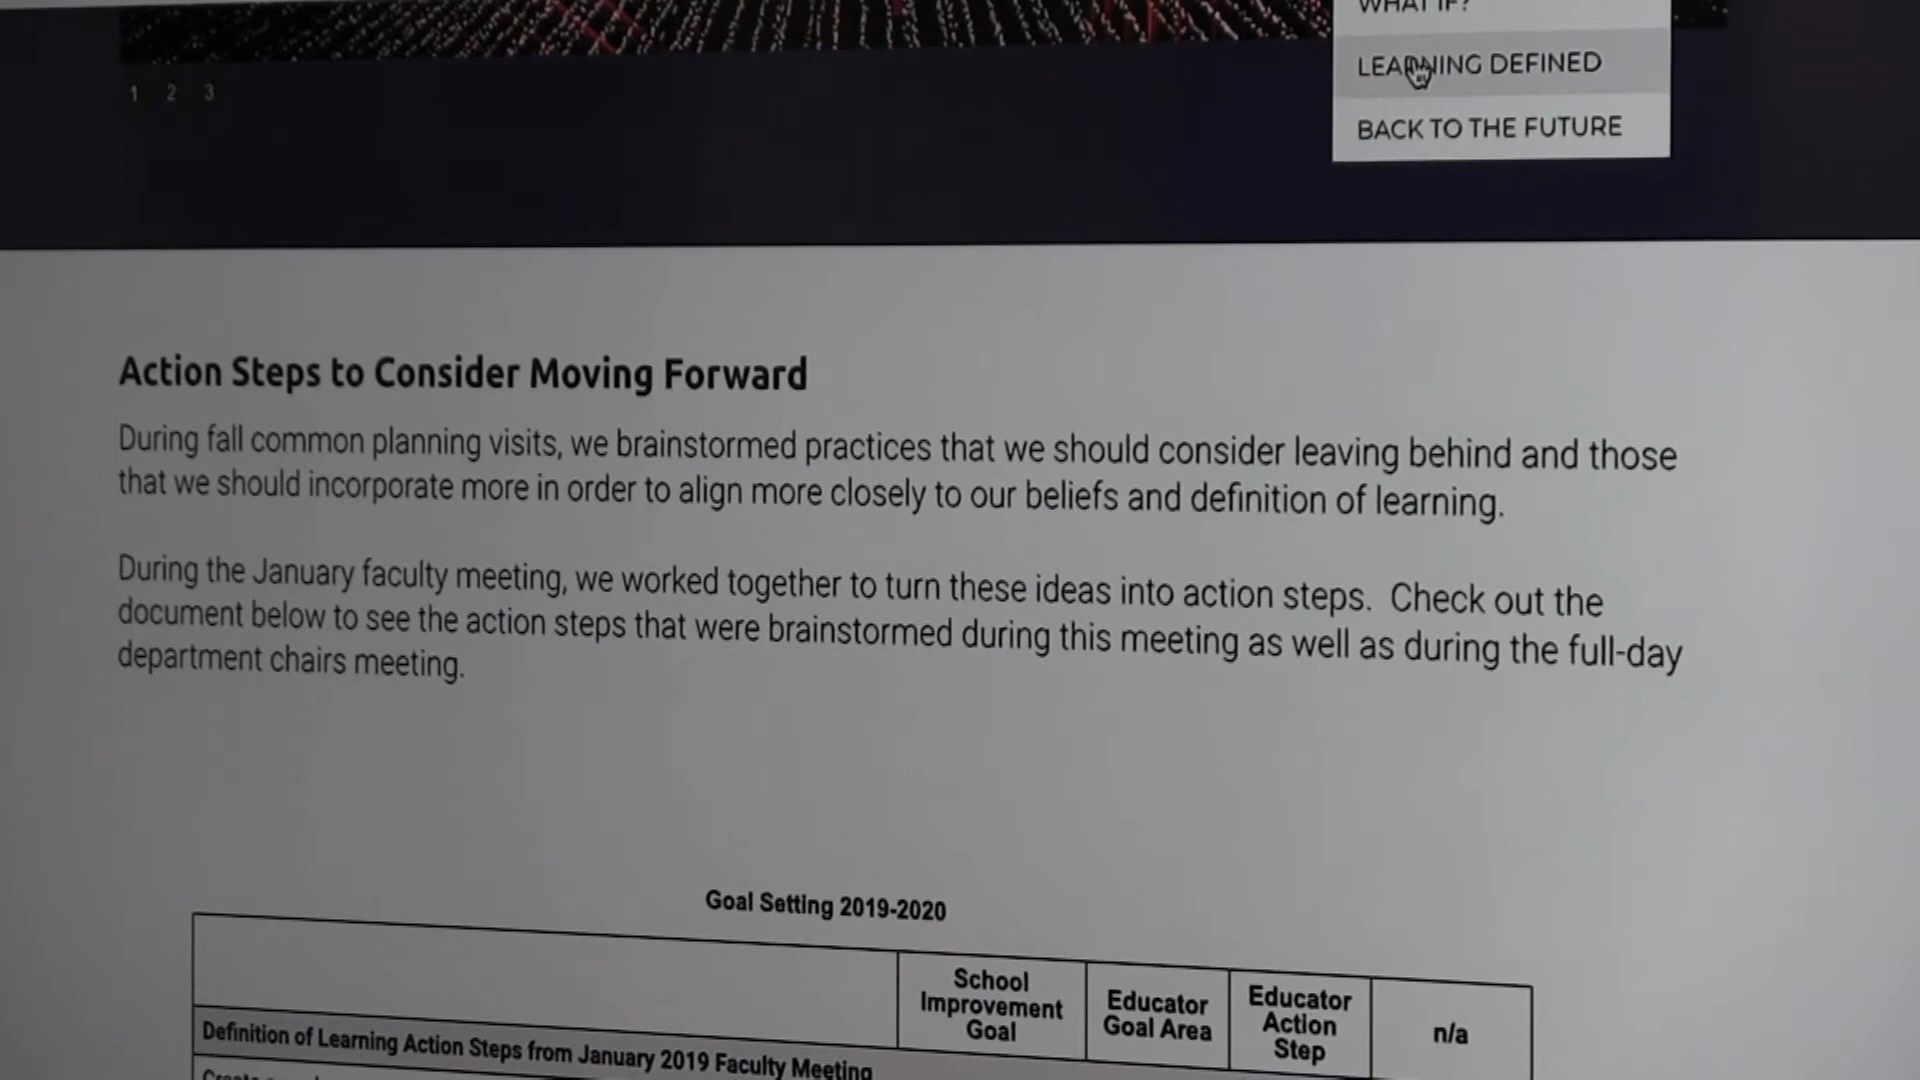 WHAT IF?
LEARNING DEFINED
BACK TO THE FUTURE
1 2 3
Action Steps to Consider Moving Forward
During fall common planning visits, we brainstormed practices that we should consider leaving behind and those
that we should incorporate more in order to align more closely to our beliefs and definition of learning.
During the January faculty meeting, we worked together to turn these ideas into action steps. Check out the
document below to see the action steps that were brainstormed during this meeting as well as during the full-day
department chairs meeting.
Goal Setting 2019-2020
School
Improvement
Goal
Educator
Goal Area
Educator
Action
Step
n/a
Definition of Learning Action Steps from January 2019 Faculty Meeting